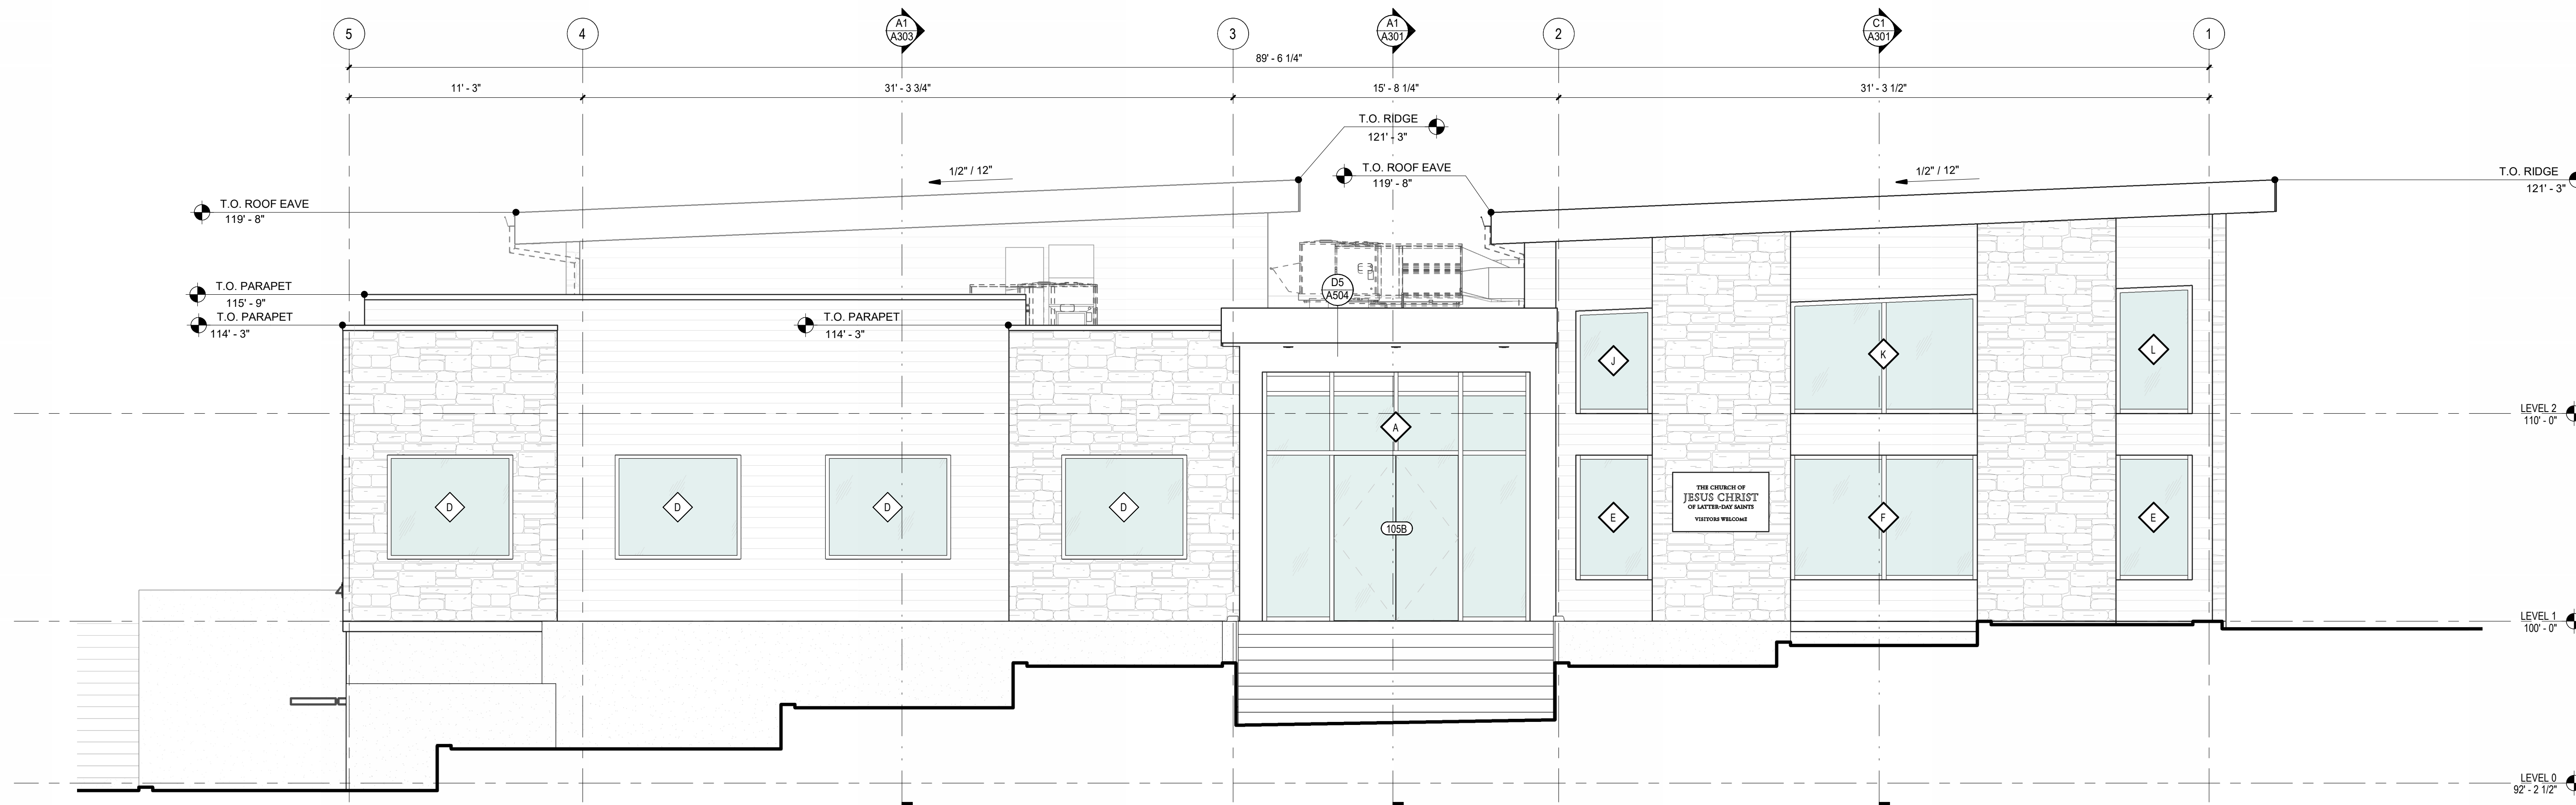 5
4
A1
A303
3
A1
A301
2
C1
A301
1
89' - 6 1/4"
11' - 3"
31' - 3 3/4"
15' - 8 1/4"
31' - 3 1/2"
T.O. RIDGE
121' - 3"
1/2" / 12"
T.O. ROOF EAVE
119' - 8"
1/2" / 12"
T.O. RIDGE
121' - 3"
T.O. ROOF EAVE
119' - 8"
T.O. PARAPET
115' - 9"
T.O. PARAPET
114' - 3"
T.O. PARAPET
114' - 3"
D5
A504
J
K
L
A
LEVEL 2
110' - 0"
D
D
D
D
105B
E
THE CHURCH OF
JESUS CHRIST
OF LATTER-DAY SAINTS
VISITORS WELCOME
F
E
LEVEL 1
100' - 0"
LEVEL 0
92' - 2 1/2"